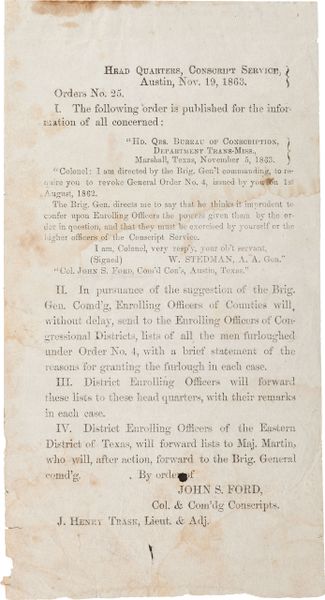 Head Quarters, Conscript Service,
Austin, Nov. 19, 1863.
Orders No. 25.
I. The following order is published for the infor-
mation of all concerned:
"Hd. Qrs. Bureau of Conscription,
Department Trans-Miss.,
Marshall, Texas, November 5, 1863.
"Colonel: I am directed by the Brig. Gen'l commanding, to re-
quire you to revoke General Order No. 4, issued by you on 1st
August, 1862.
The Brig. Gen. directs me to say that he thinks it imprudent to
confer upon Enrolling Officers the powers given them by the or-
der in question, and that they must be exercised by yourself or the
higher officers of the Conscript Service.
I am, Colonel, very resp'y, your ob't servant,
(Signed) W. STEDMAN, A. A. Gen."
"Col. John S. Ford, Com'd Con's, Austin, Texas."
II. In pursuance of the suggestion of the Brig.
Gen. Comd'g, Enrolling Officers of Counties will,
without delay, send to the Enrolling Officers of Con-
gressional Districts, lists of all the men furloughed
under Order No. 4, with a brief statement of the
reasons for granting the furlough in each case.
III. District Enrolling Officers will forward
these lists to these head quarters, with their remarks
in each case.
IV. District Enrolling Officers of the Eastern
District of Texas, will forward lists to Maj. Martin,
who will, after action, forward to the Brig. General
comd'g. By order of
JOHN S. FORD,
Col. & Com'dg Conscripts.
J. Henry Trask, Lieut. & Adj.